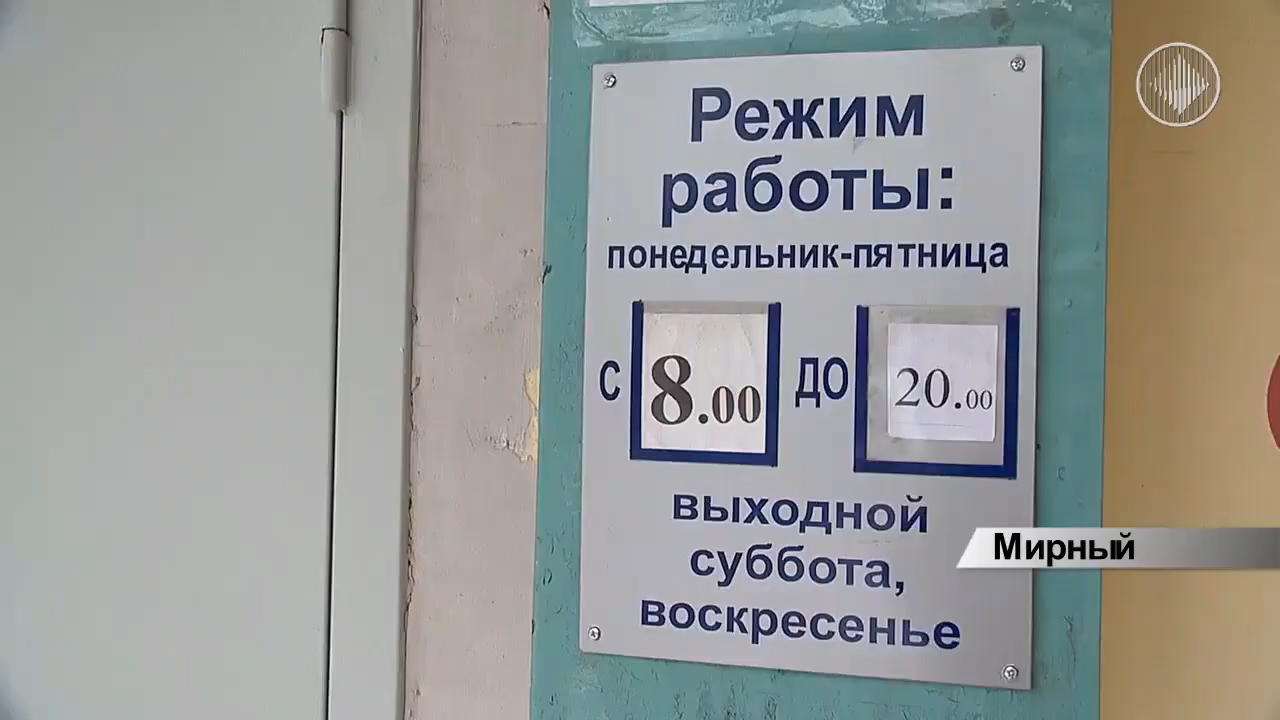 Режим
работы:
понедельник-пятница
с 8.00 до 20.00
выходной
суббота,
воскресенье
Мирный